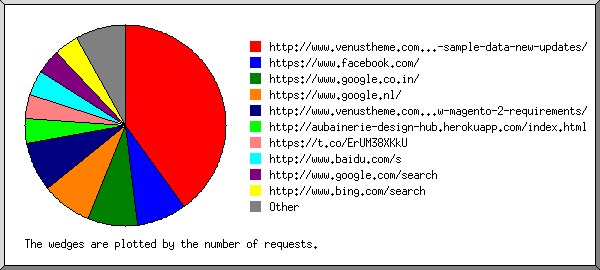 http://www.venustheme.com...-sample-data-new-updates/
https://www.facebook.com/
https://www.google.co.in/
https://www.google.nl/
http://www.venustheme.com...w-magento-2-requirements/
http://aubainerie-design-hub.herokuapp.com/index.html
https://t.co/ErUM38XKkU
http://www.baidu.com/s
http://www.google.com/search
http://www.bing.com/search
Other
The wedges are plotted by the number of requests.